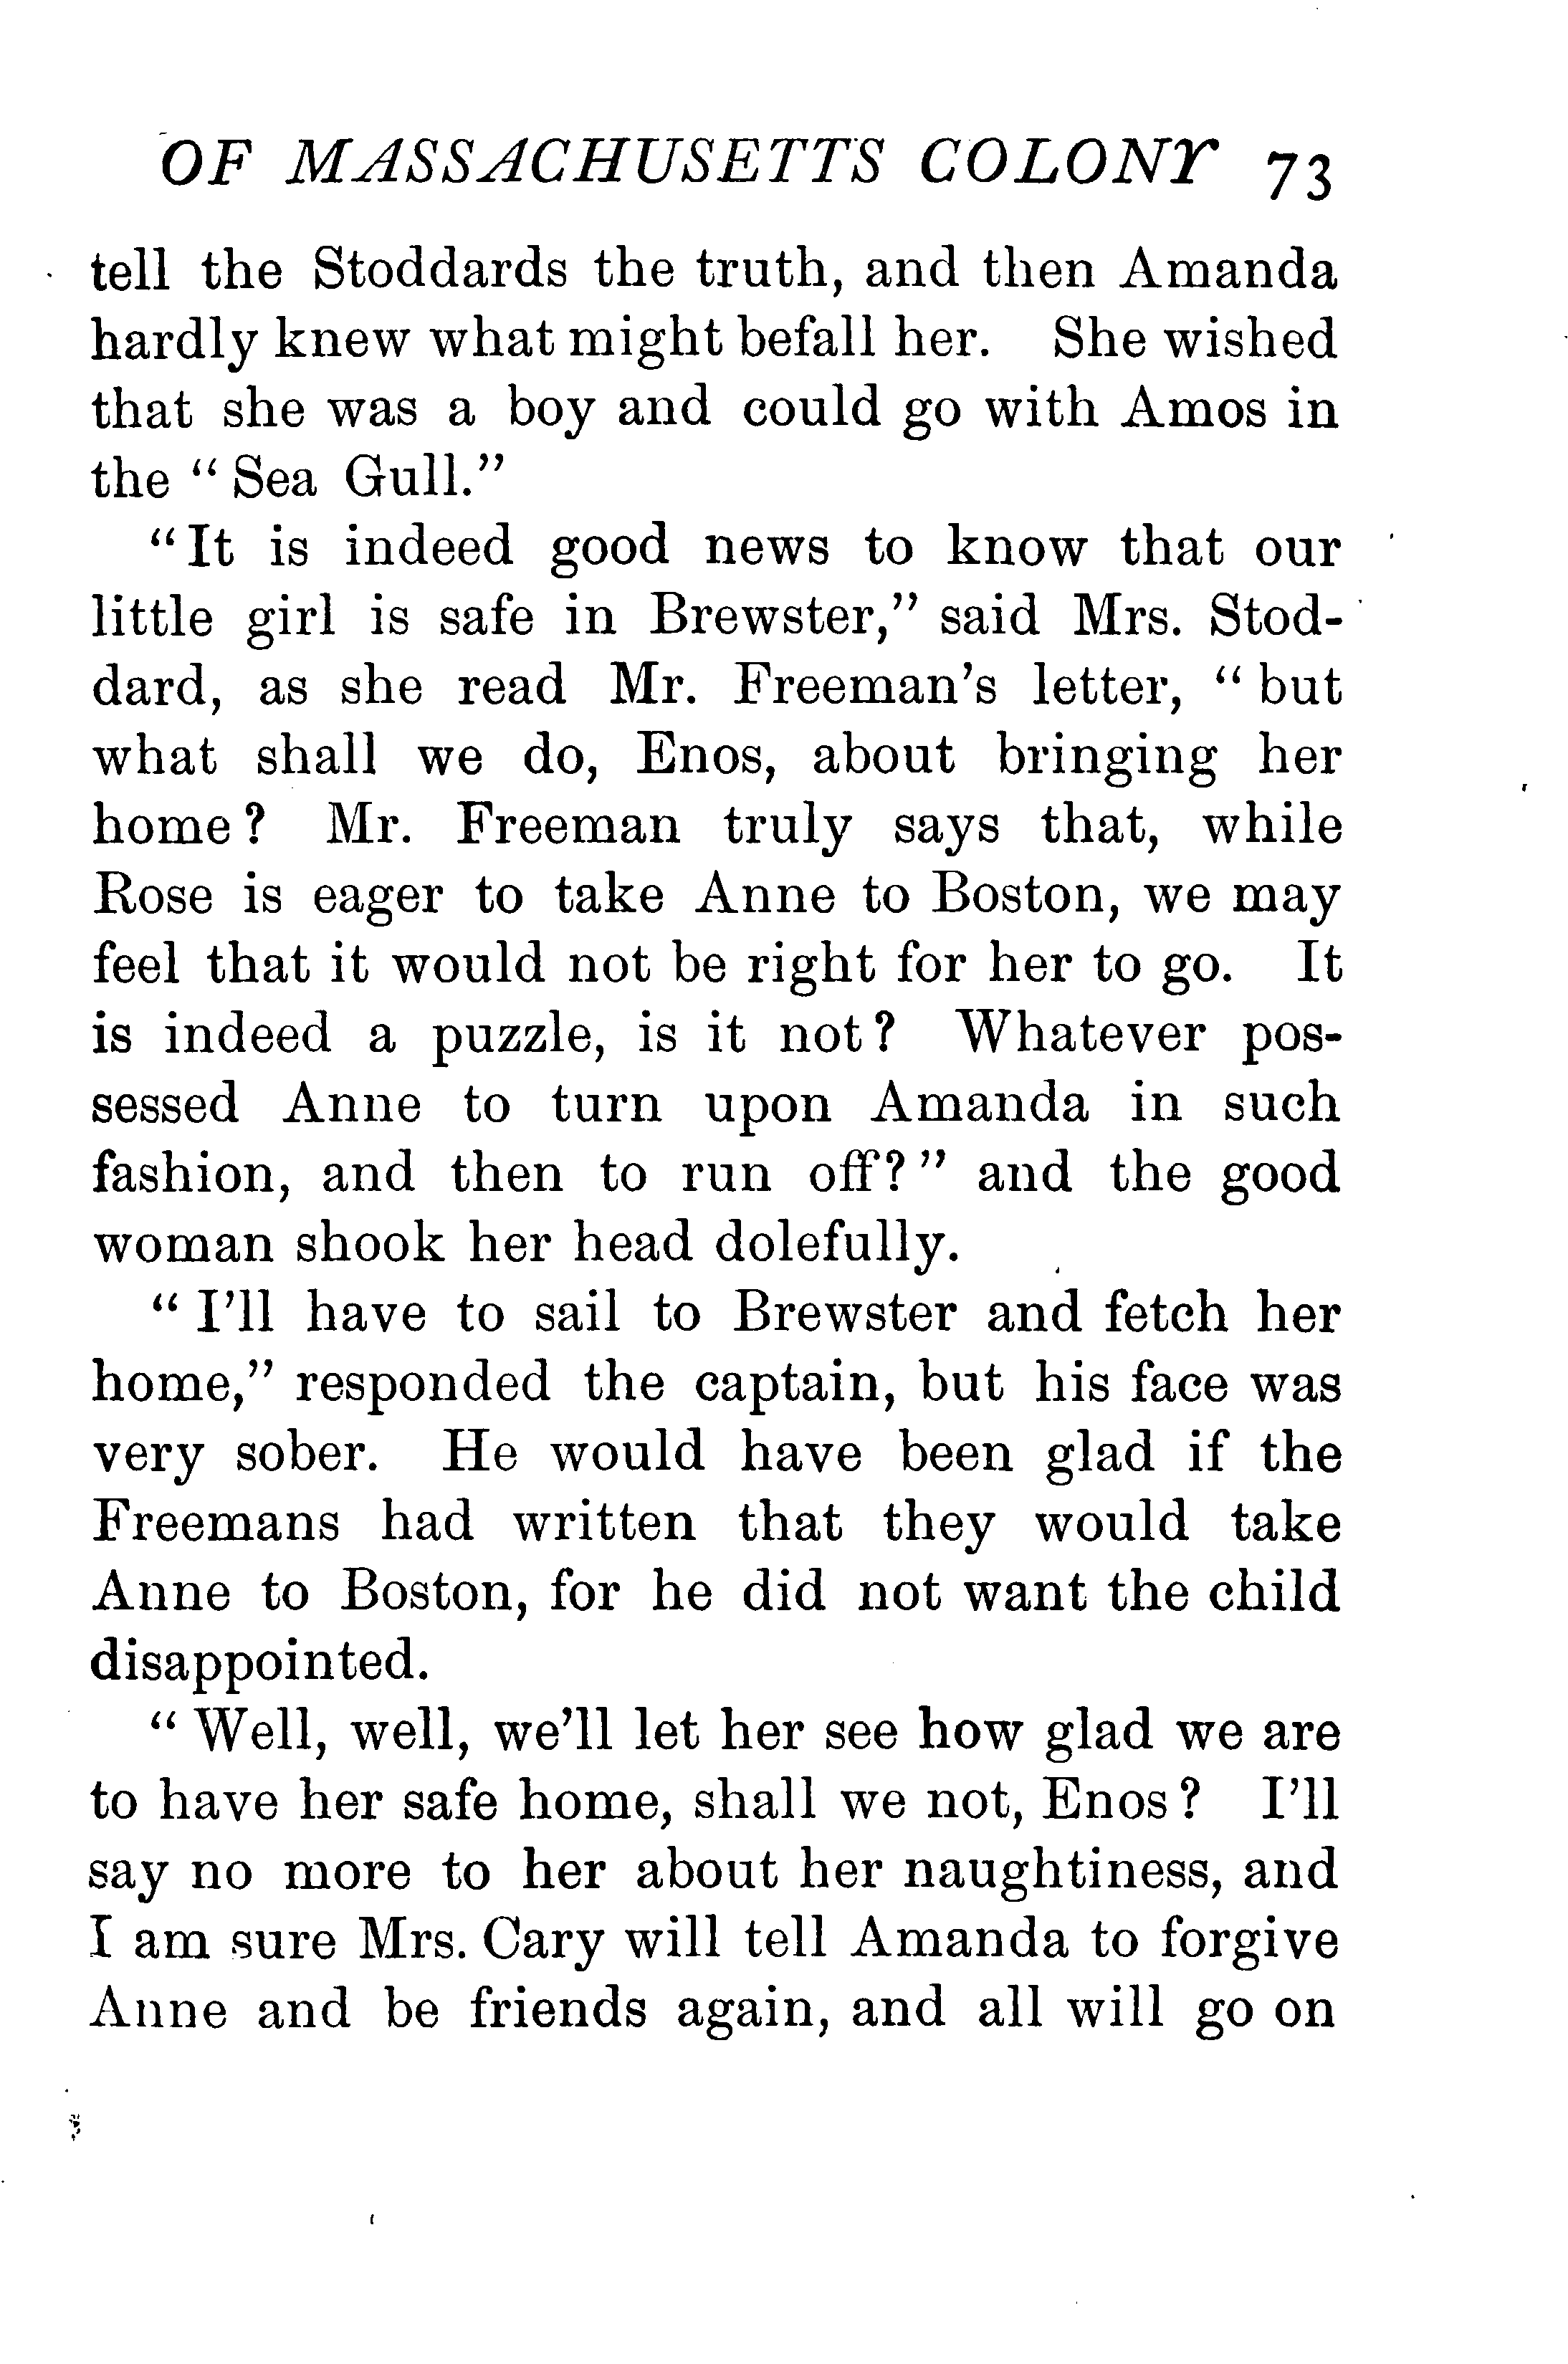 OF MASSACHUSETTS COLONY 73
tell the Stoddards the truth, and then Amanda
hardly knew what might befall her. She wished
that she was a boy and could go with Amos in
the “ Sea Gull.”
“ It is indeed good news to know that our
little girl is safe in Brewster,” said Mrs. Stod-
dard, as she read Mr. Freeman’s letter, “ but
what shall we do, Enos, about bringing her
home ? Mr. Freeman truly says that, while
Rose is eager to take Anne to Boston, we may
feel that it would not be right for her to go. It
is indeed a puzzle, is it not ? Whatever pos-
sessed Anne to turn upon Amanda in such
fashion, and then to run off? ” and the good
woman shook her head dolefully.
“ I’ll have to sail to Brewster and fetch her
home,” responded the captain, but his face was
very sober. He would have been glad if the
Freemans had written that they would take
Anne to Boston, for he did not want the child
disappointed.
“ Well, well, we’ll let her see how glad we are
to have her safe home, shall we not, Enos ? I’ll
say no more to her about her naughtiness, and
I am sure Mrs. Cary will tell Amanda to forgive
Anne and be friends again, and all will go on